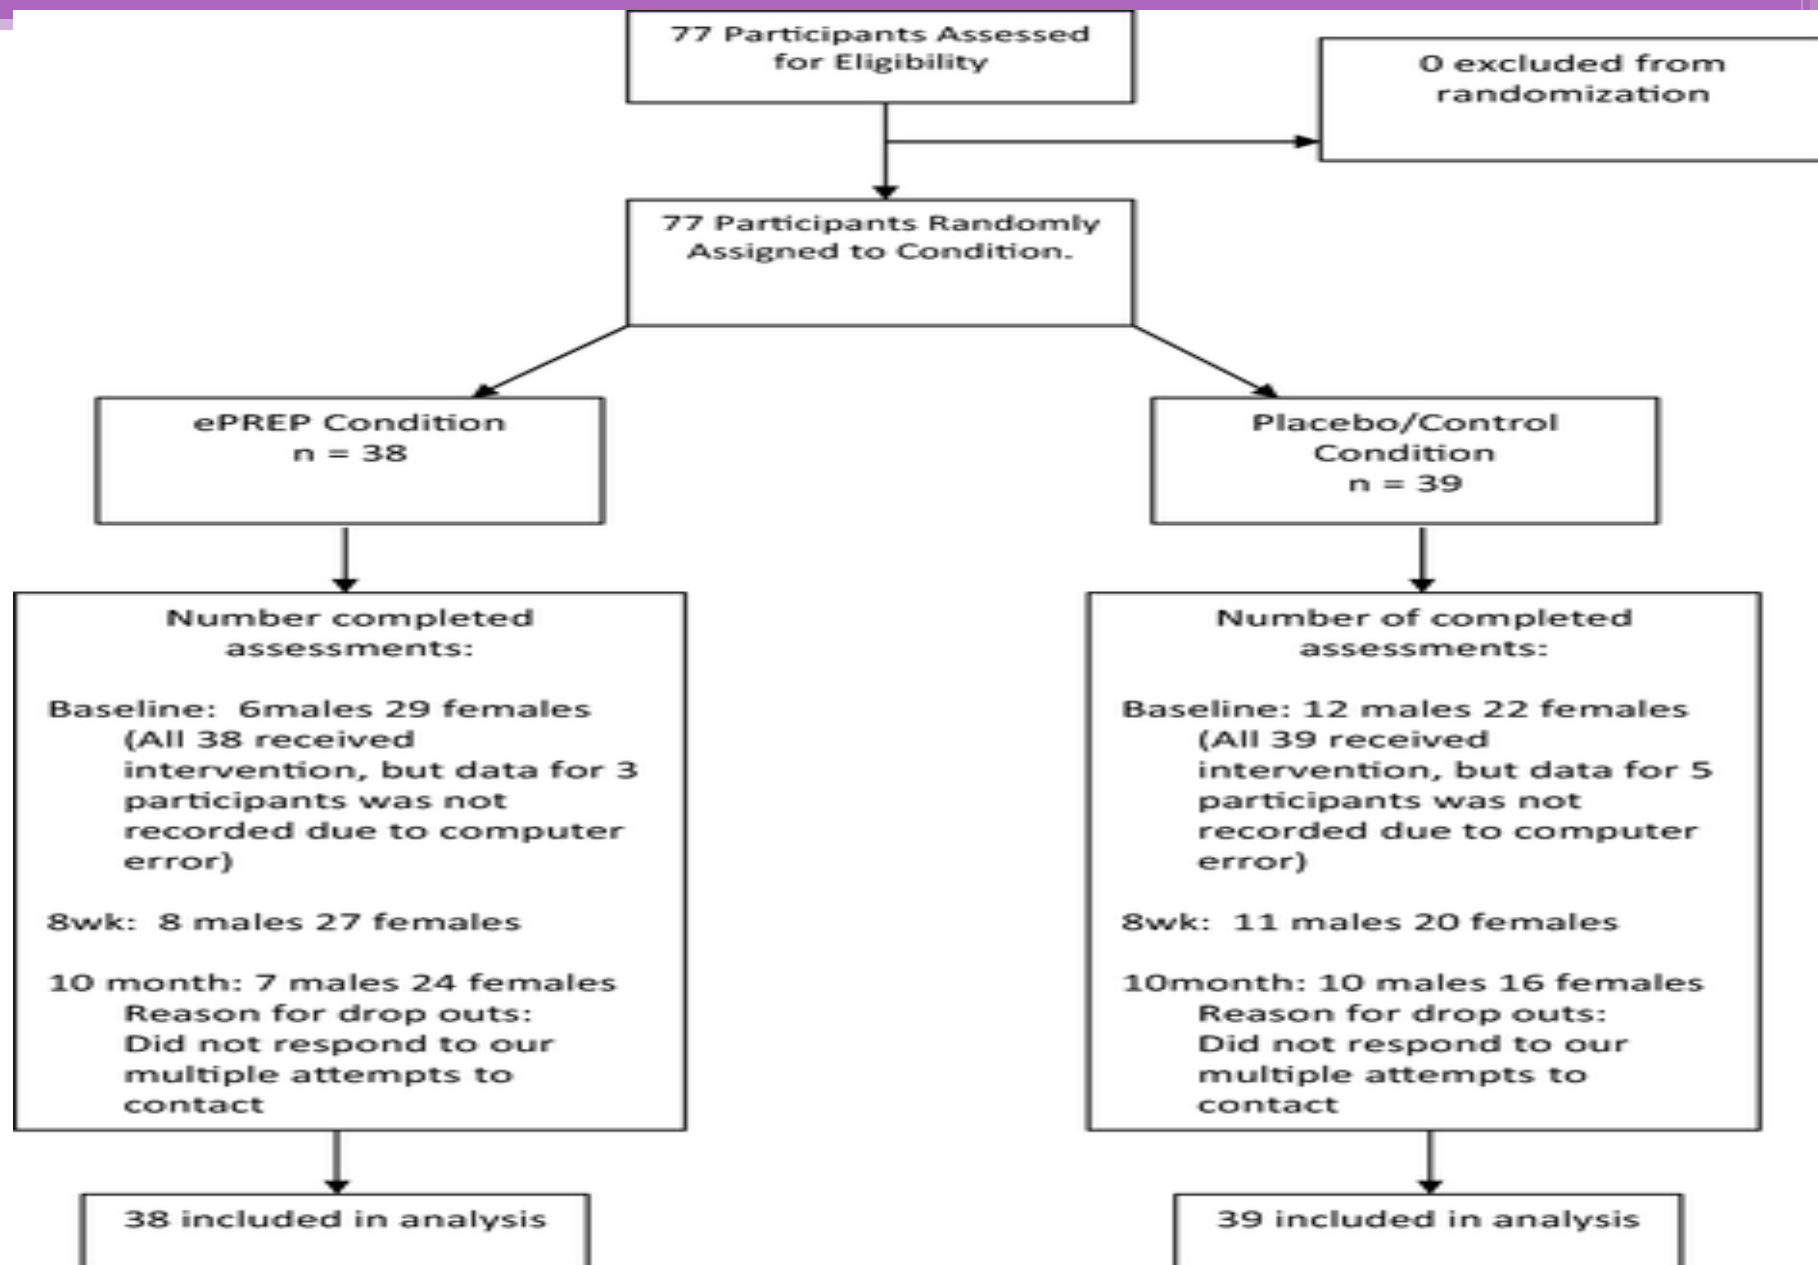 77 Participants Assessed
for Eligibility
0 excluded from
randomization
77 Participants Randomly
Assigned to Condition.
ePREP Condition
n = 38
Placebo/Control
Condition
n = 39
Number completed
assessments:
Baseline:  6males 29 females
(All 38 received
intervention, but data for 3
participants was not
recorded due to computer
error)
8wk:  8 males 27 females
10 month: 7 males 24 females
Reason for drop outs:
Did not respond to our
multiple attempts to
contact
Number of completed
assessments:
Baseline: 12 males 22 females
(All 39 received
intervention, but data for 5
participants was not
recorded due to computer
error)
8wk:  11 males 20 females
10month: 10 males 16 females
Reason for drop outs:
Did not respond to our
multiple attempts to
contact
38 included in analysis
39 included in analysis